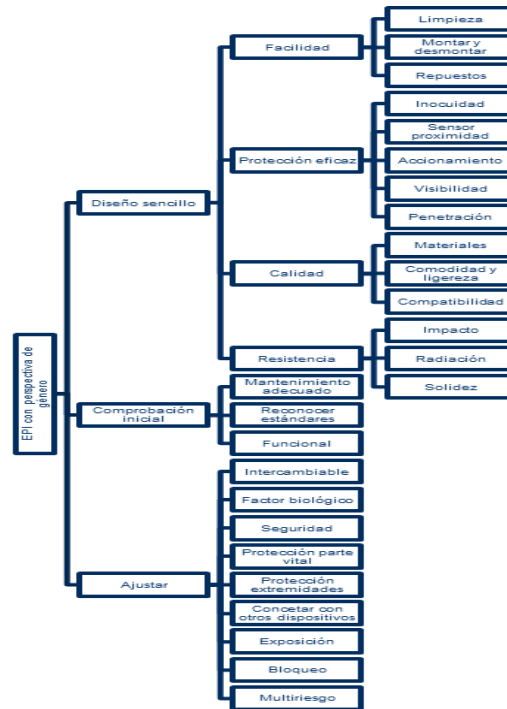 EPI con perspectiva de
género
Diseño sencillo
Facilidad
Limpieza
Montar y
desmontar
Repuestos
Protección eficaz
Inocuidad
Sensor
proximidad
Accionamiento
Visibilidad
Penetración
Calidad
Materiales
Comodidad y
ligereza
Compatibilidad
Resistencia
Impacto
Radiación
Solidez
Comprobación
inicial
Mantenimiento
adecuado
Reconocer
estándares
Funcional
Ajustar
Intercambiable
Factor biológico
Seguridad
Protección parte
vital
Protección
extremidades
Concetar con
otros dispositivos
Exposición
Bloqueo
Multiriesgo